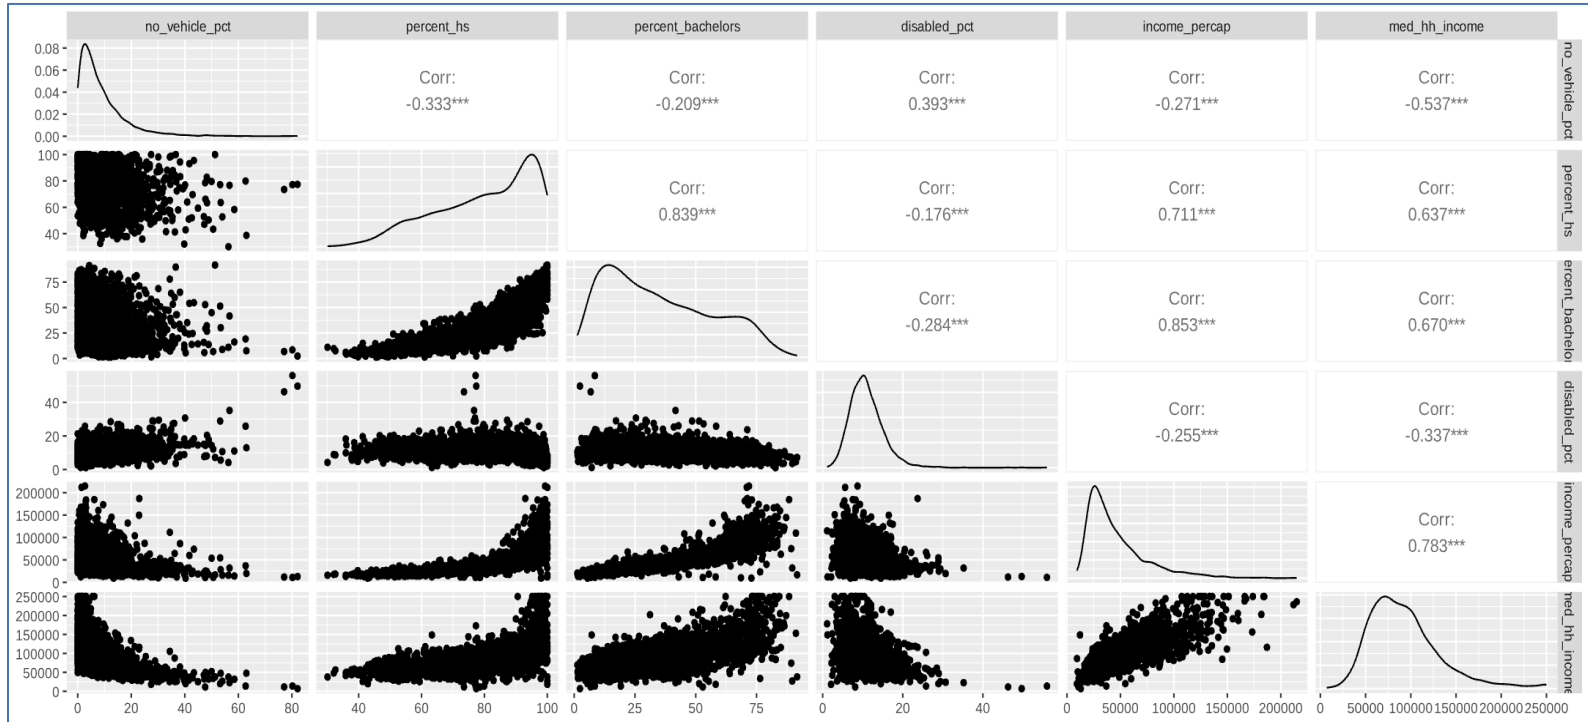 no_vehicle_pct percent_hs percent_bachelors disabled_pct income_percap med_hh_income
0.08
0.06
0.04
0.02
0.00
Corr:
-0.333***
Corr:
-0.209***
Corr:
0.393***
Corr:
-0.271***
Corr:
-0.537***
no_vehicle_pct
100
80
60
40
Corr:
0.839***
Corr:
-0.176***
Corr:
0.711***
Corr:
0.637***
percent_hs
75
50
25
0
Corr:
-0.284***
Corr:
0.853***
Corr:
0.670***
ercent_bachelo
40
20
0
Corr:
-0.255***
Corr:
-0.337***
disabled_pct
200000
150000
100000
50000
0
Corr:
0.783***
income_percap
250000
200000
150000
100000
50000
0
med_hh_income
0 20 40 60 80 40 60 80 100 0 25 50 75 0 20 40 0 50000 100000 150000 200000 0 50000 100000 150000 200000 250000